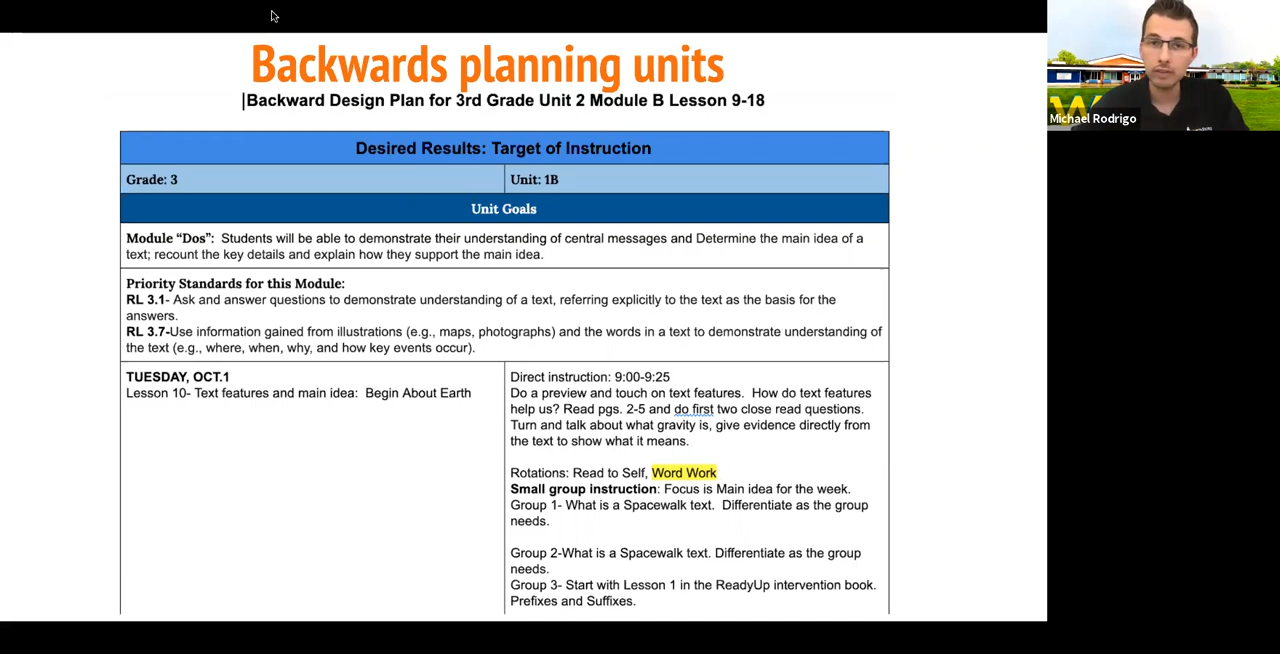 Backwards planning units
Backward Design Plan for 3rd Grade Unit 2 Module B Lesson 9-18
Desired Results: Target of Instruction
Grade: 3
Unit: 1B
Unit Goals
Module “Dos”:  Students will be able to demonstrate their understanding of central messages and Determine the main idea of a
text; recount the key details and explain how they support the main idea.
Priority Standards for this Module:
RL 3.1- Ask and answer questions to demonstrate understanding of a text, referring explicitly to the text as the basis for the
answers.
RL 3.7-Use information gained from illustrations (e.g., maps, photographs) and the words in a text to demonstrate understanding of
the text (e.g., where, when, why, and how key events occur).
TUESDAY, OCT.1
Lesson 10- Text features and main idea:  Begin About Earth
Direct instruction: 9:00-9:25
Do a preview and touch on text features.  How do text features
help us? Read pgs. 2-5 and do first two close read questions.
Turn and talk about what gravity is, give evidence directly from
the text to show what it means.
Rotations: Read to Self, Word Work
Small group instruction: Focus is Main idea for the week.
Group 1- What is a Spacewalk text.  Differentiate as the group
needs.
Group 2-What is a Spacewalk text. Differentiate as the group
needs.
Group 3- Start with Lesson 1 in the ReadyUp intervention book.
Prefixes and Suffixes.
W
Michael Rodrigo